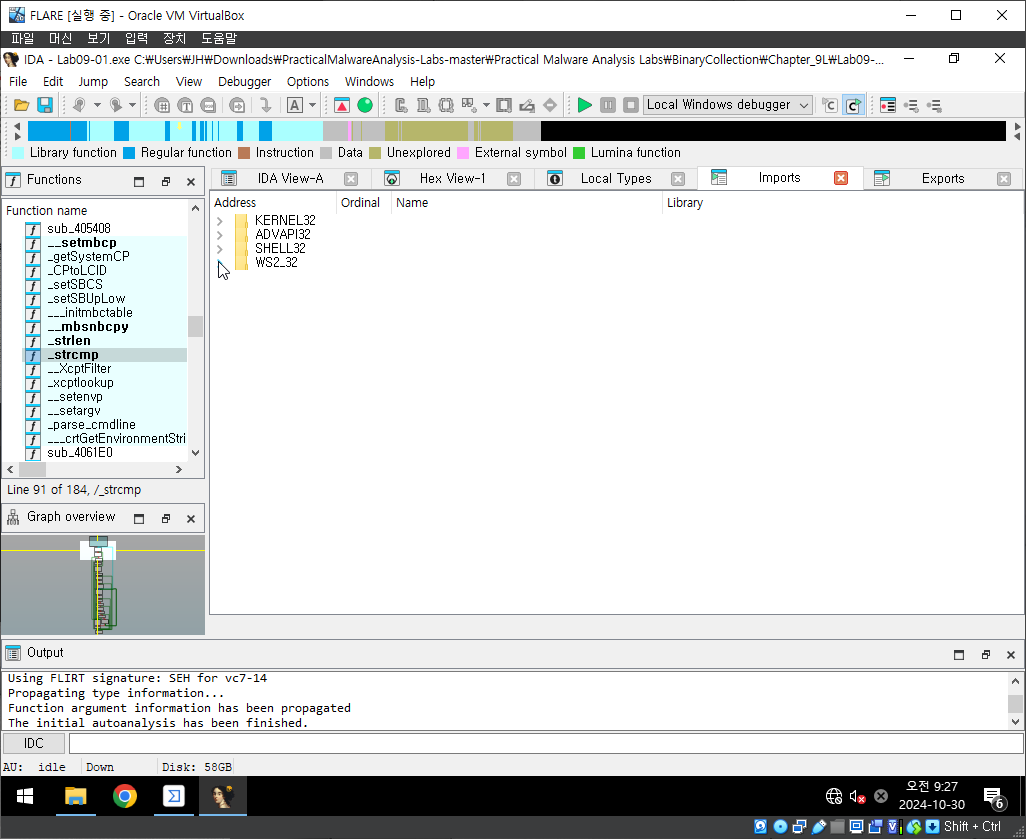 FLARE [실행 중] - Oracle VM VirtualBox
파일 머신 보기 입력 장치 도움말
IDA - Lab09-01.exe C:₩Users₩JH₩Downloads₩PracticalMalwareAnalysis-Labs-master₩Practical Malware Analysis Labs₩BinaryCollection₩Chapter_9L₩Lab09-...
File Edit Jump Search View Debugger Options Windows Help
A Local Windows debugger
Library function Regular function Instruction Data Unexplored External symbol Lumina function
Functions
IDA View-A Hex View-1 Local Types Imports Exports
Function name
sub_405408
__setmbcp
_getSystemCP
_CPtoLCID
_setSBCS
_setSBUpLow
___initmbctable
__mbsnbcpy
_strlen
_strcmp
__XcptFilter
_xcptlookup
__setenvp
__setargv
_parse_cmdline
___crtGetEnvironmentStri
sub_4061E0
Line 91 of 184, /_strcmp
Graph overview
Address Ordinal Name Library
KERNEL32
ADVAPI32
SHELL32
WS2_32
Output
Using FLIRT signature: SEH for vc7-14
Propagating type information...
Function argument information has been propagated
The initial autoanalysis has been finished.
IDC
AU: idle Down Disk: 58GB
오전 9:27
2024-10-30
6
Shift + Ctrl